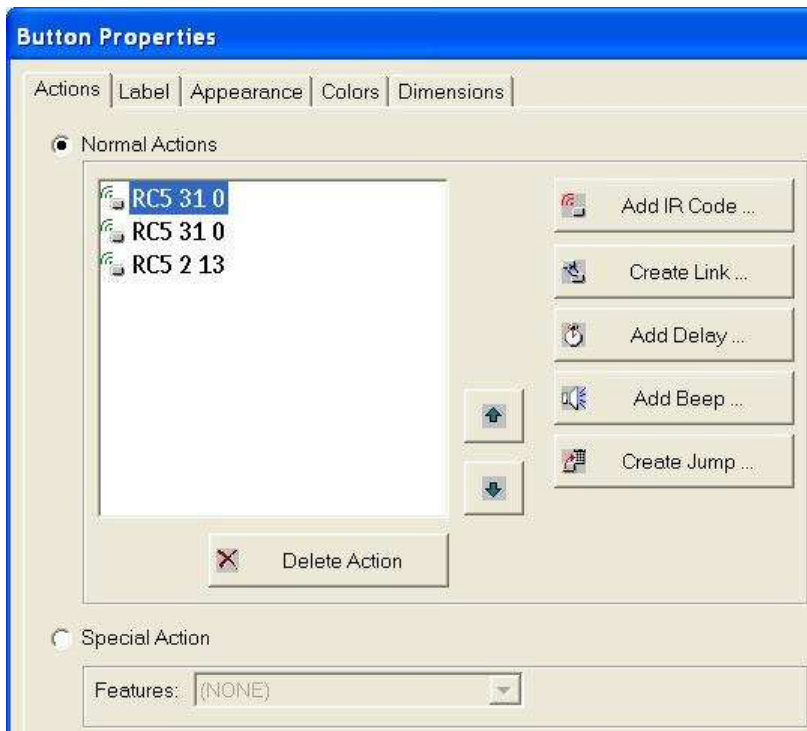 Button Properties
Actions Label Appearance Colors Dimensions
Normal Actions
RC5 31 0
RC5 31 0
RC5 2 13
Add IR Code ...
Create Link ...
Add Delay ...
Add Beep ...
Create Jump ...
Delete Action
Special Action
Features: (NONE)